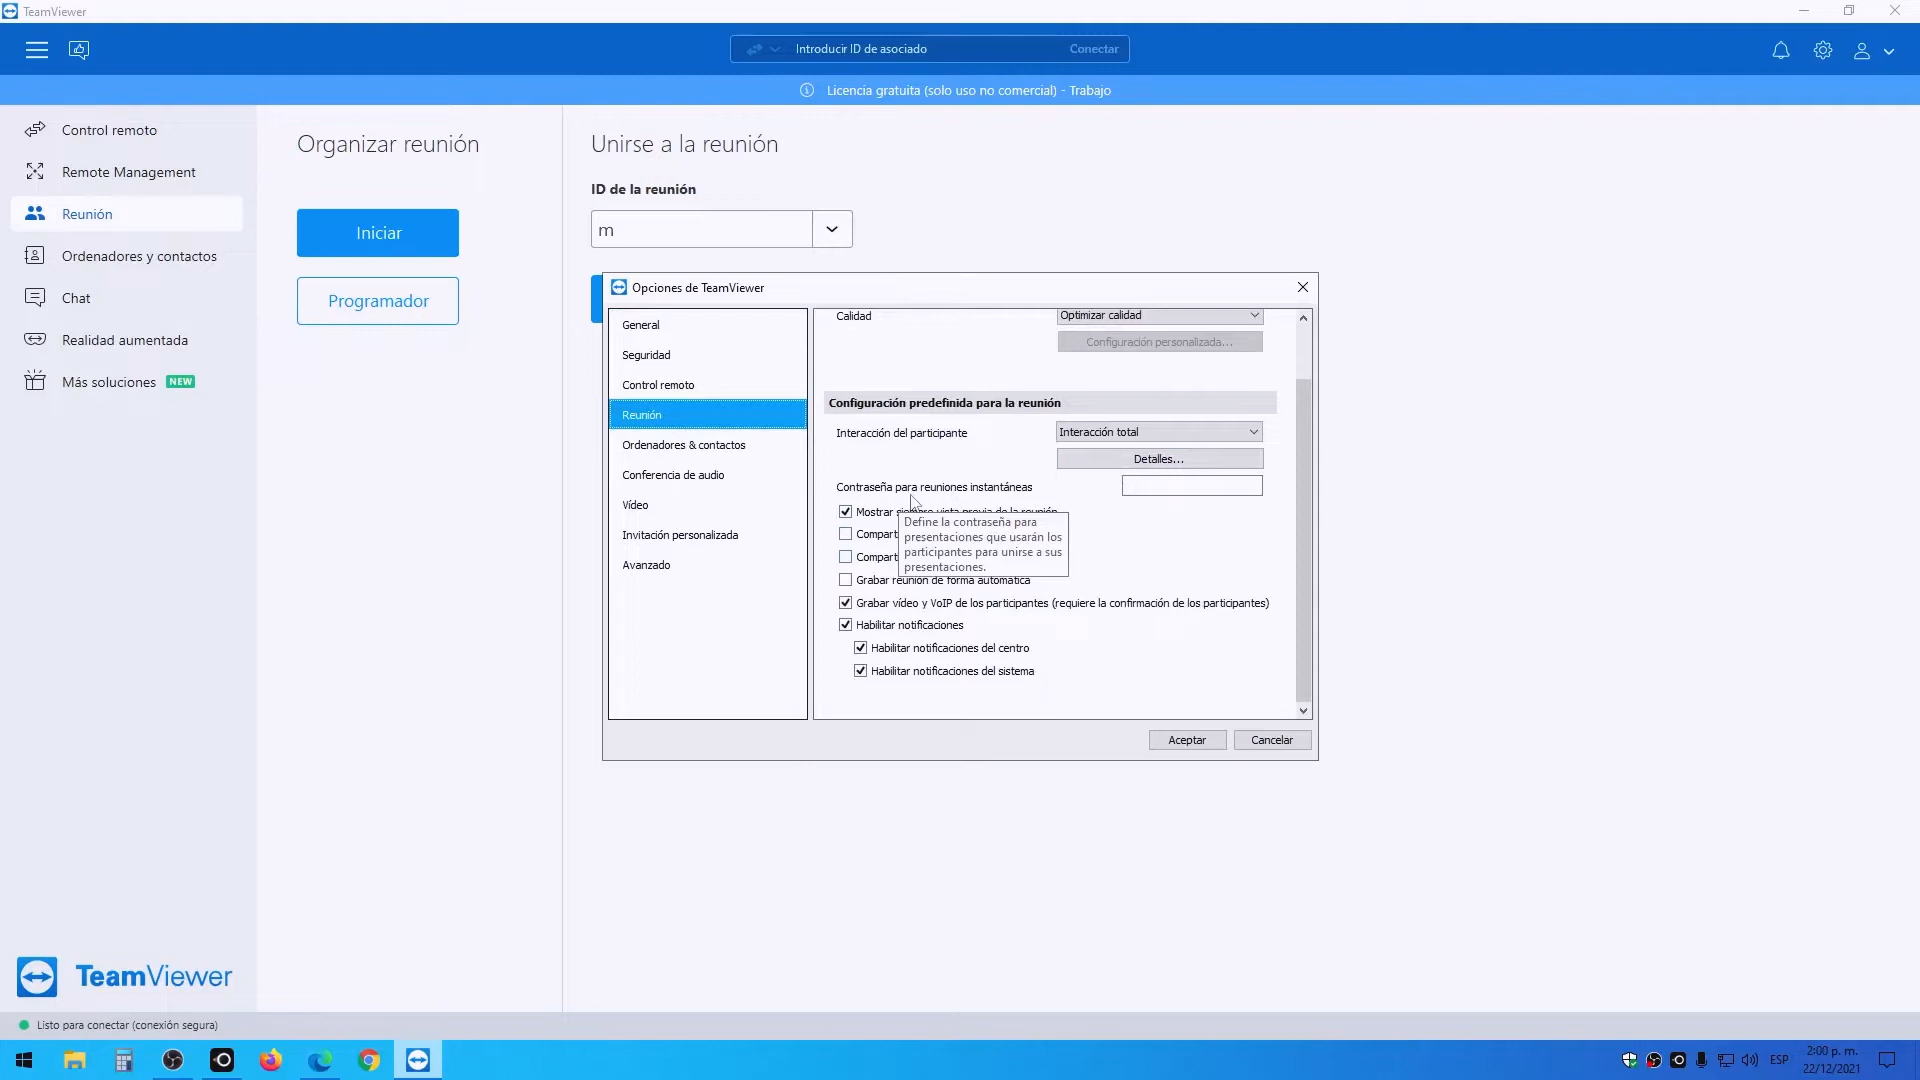 TeamViewer
Introducir ID de asociado
Conectar
Licencia gratuita (solo uso no comercial) - Trabajo
Control remoto
Remote Management
Reunión
Ordenadores y contactos
Chat
Realidad aumentada
Más soluciones NEW
Organizar reunión
Iniciar
Programador
Unirse a la reunión
ID de la reunión
m
Opciones de TeamViewer
General
Seguridad
Control remoto
Reunión
Ordenadores & contactos
Conferencia de audio
Vídeo
Invitación personalizada
Avanzado
Calidad
Optimizar calidad
Configuración personalizada...
Configuración predefinida para la reunión
Interacción del participante
Interacción total
Detalles...
Contraseña para reuniones instantáneas
Mostrar siempre vista previa de la reunión
Compart
Compart
Define la contraseña para
presentaciones que usarán los
participantes para unirse a sus
presentaciones.
Grabar reunión de forma automática
Grabar vídeo y VoIP de los participantes (requiere la confirmación de los participantes)
Habilitar notificaciones
Habilitar notificaciones del centro
Habilitar notificaciones del sistema
Aceptar
Cancelar
TeamViewer
Listo para conectar (conexión segura)
ESP
2:00 p. m.
22/12/2021